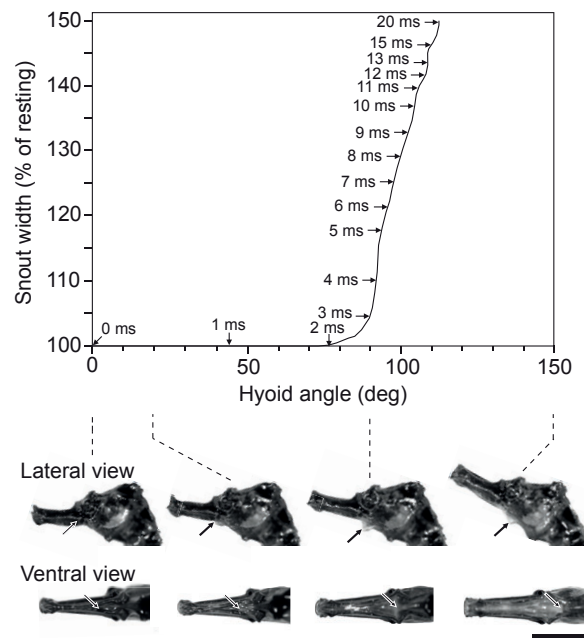 150
20 ms
15 ms
13 ms
140
12 ms
11 ms
10 ms
130
9 ms
8 ms
7 ms
120
6 ms
5 ms
110
4 ms
3 ms
0 ms
1 ms
2 ms
100
0
50
100
150
Snout width (% of resting)
Hyoid angle (deg)
Lateral view
Ventral view